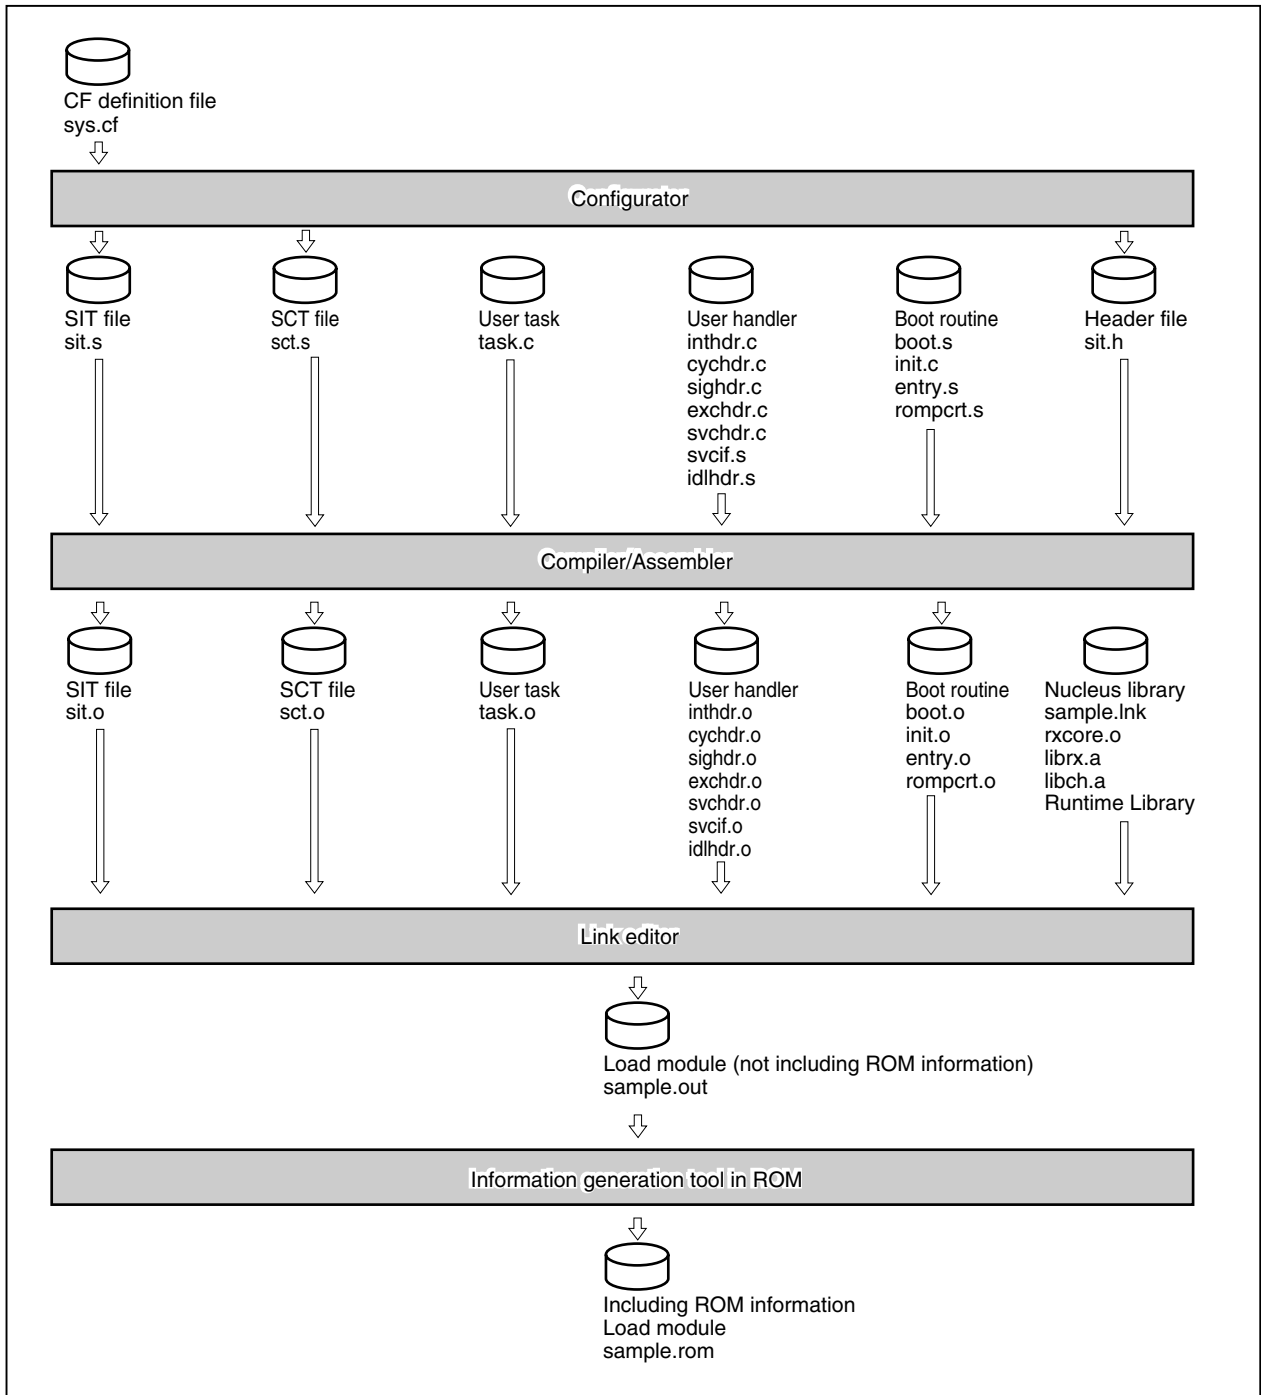 CF definition file
sys.cf
Configurator
SIT file
sit.s
SCT file
sct.s
User task
task.c
User handler
inthdr.c
cychdr.c
sighdr.c
exchdr.c
svchdr.c
svcif.s
idlhdr.s
Boot routine
boot.s
init.c
entry.s
rompcrt.s
Header file
sit.h
Compiler/Assembler
SIT file
sit.o
SCT file
sct.o
User task
task.o
User handler
inthdr.o
cychdr.o
sighdr.o
exchdr.o
svchdr.o
svcif.o
idlhdr.o
Boot routine
boot.o
init.o
entry.o
rompcrt.o
Nucleus library
sample.lnk
rxcore.o
librx.a
libch.a
Runtime Library
Link editor
Load module (not including ROM information)
sample.out
Information generation tool in ROM
Including ROM information
Load module
sample.rom